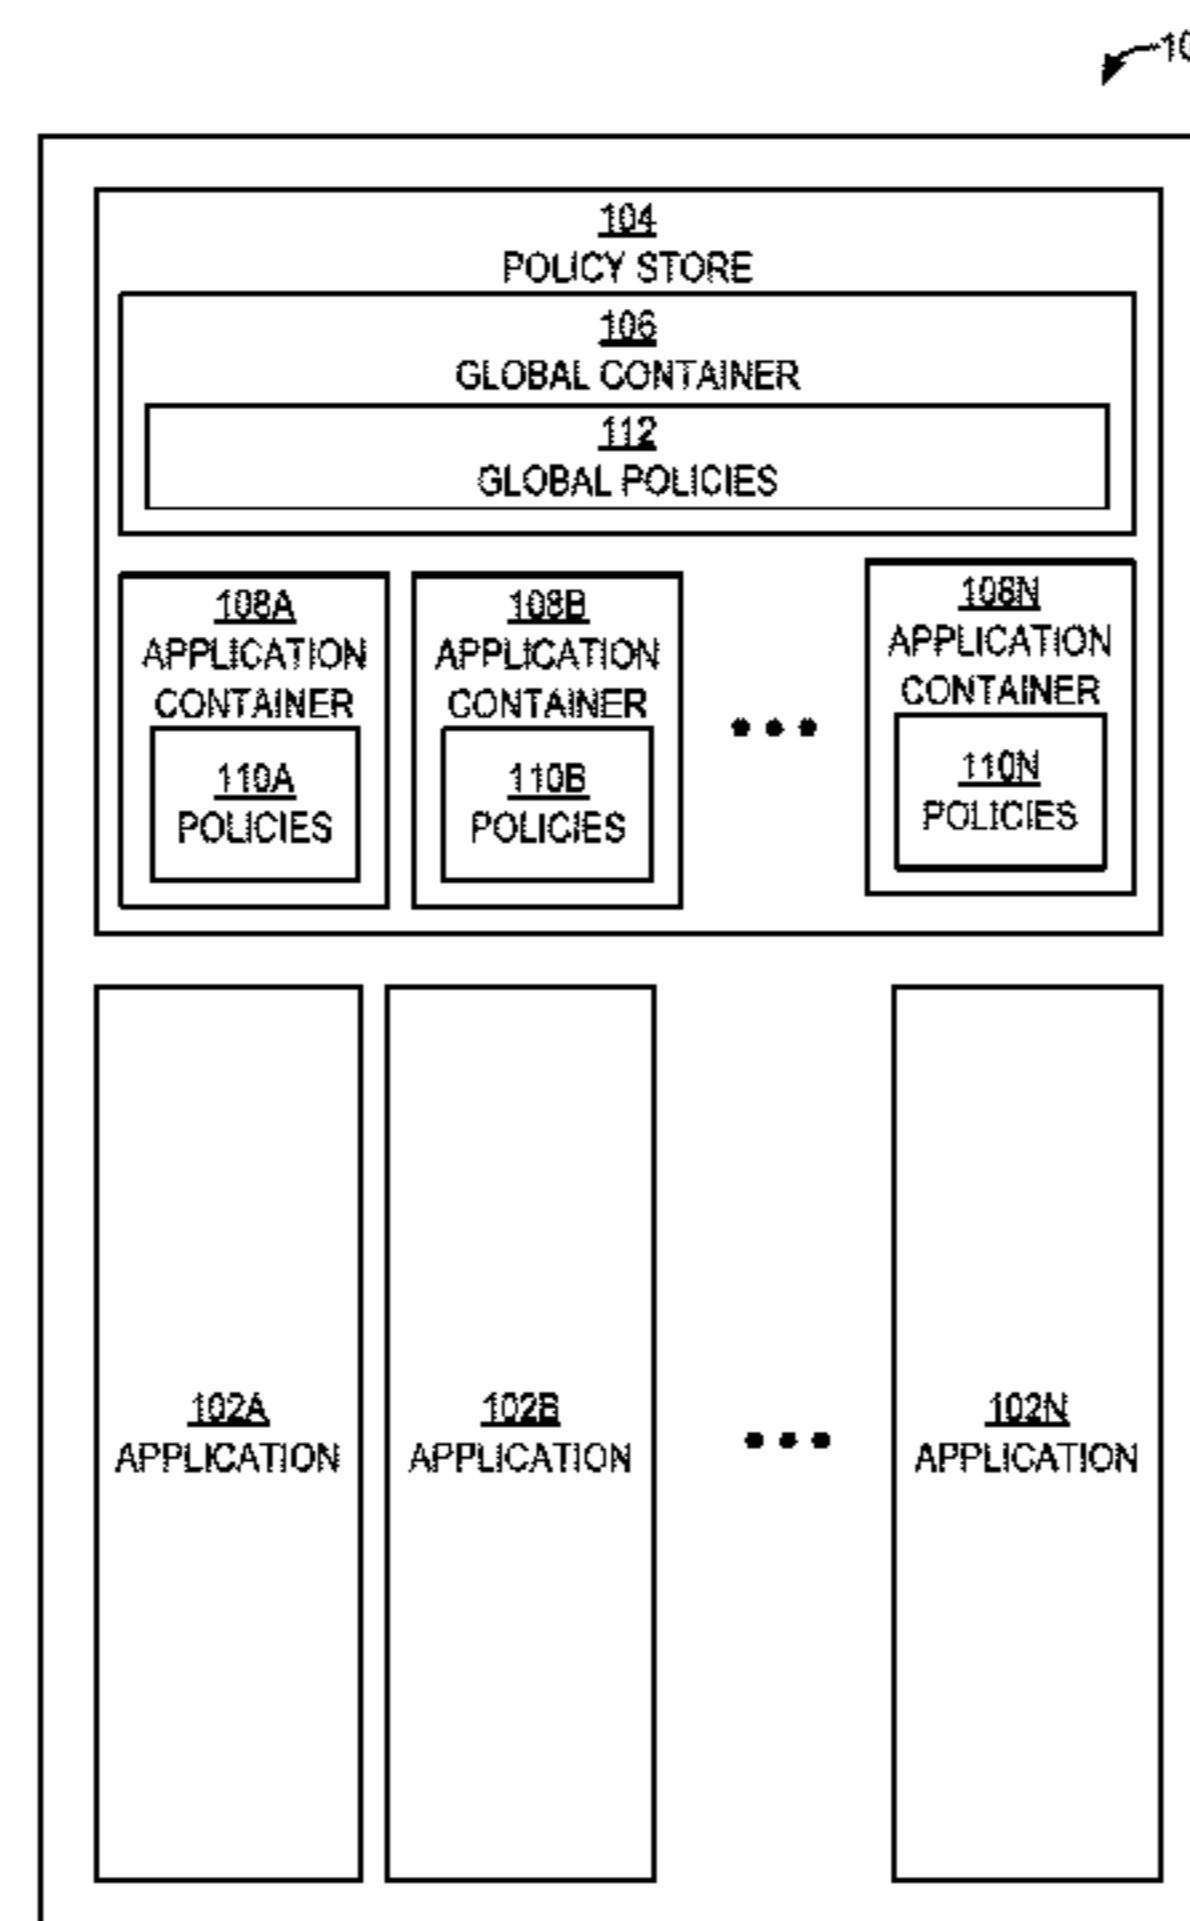 104
POLICY STORE
106
GLOBAL CONTAINER
112
GLOBAL POLICIES
108A
APPLICATION
CONTAINER
110A
POLICIES
108B
APPLICATION
CONTAINER
110B
POLICIES
108N
APPLICATION
CONTAINER
110N
POLICIES
102A
APPLICATION
102B
APPLICATION
102N
APPLICATION